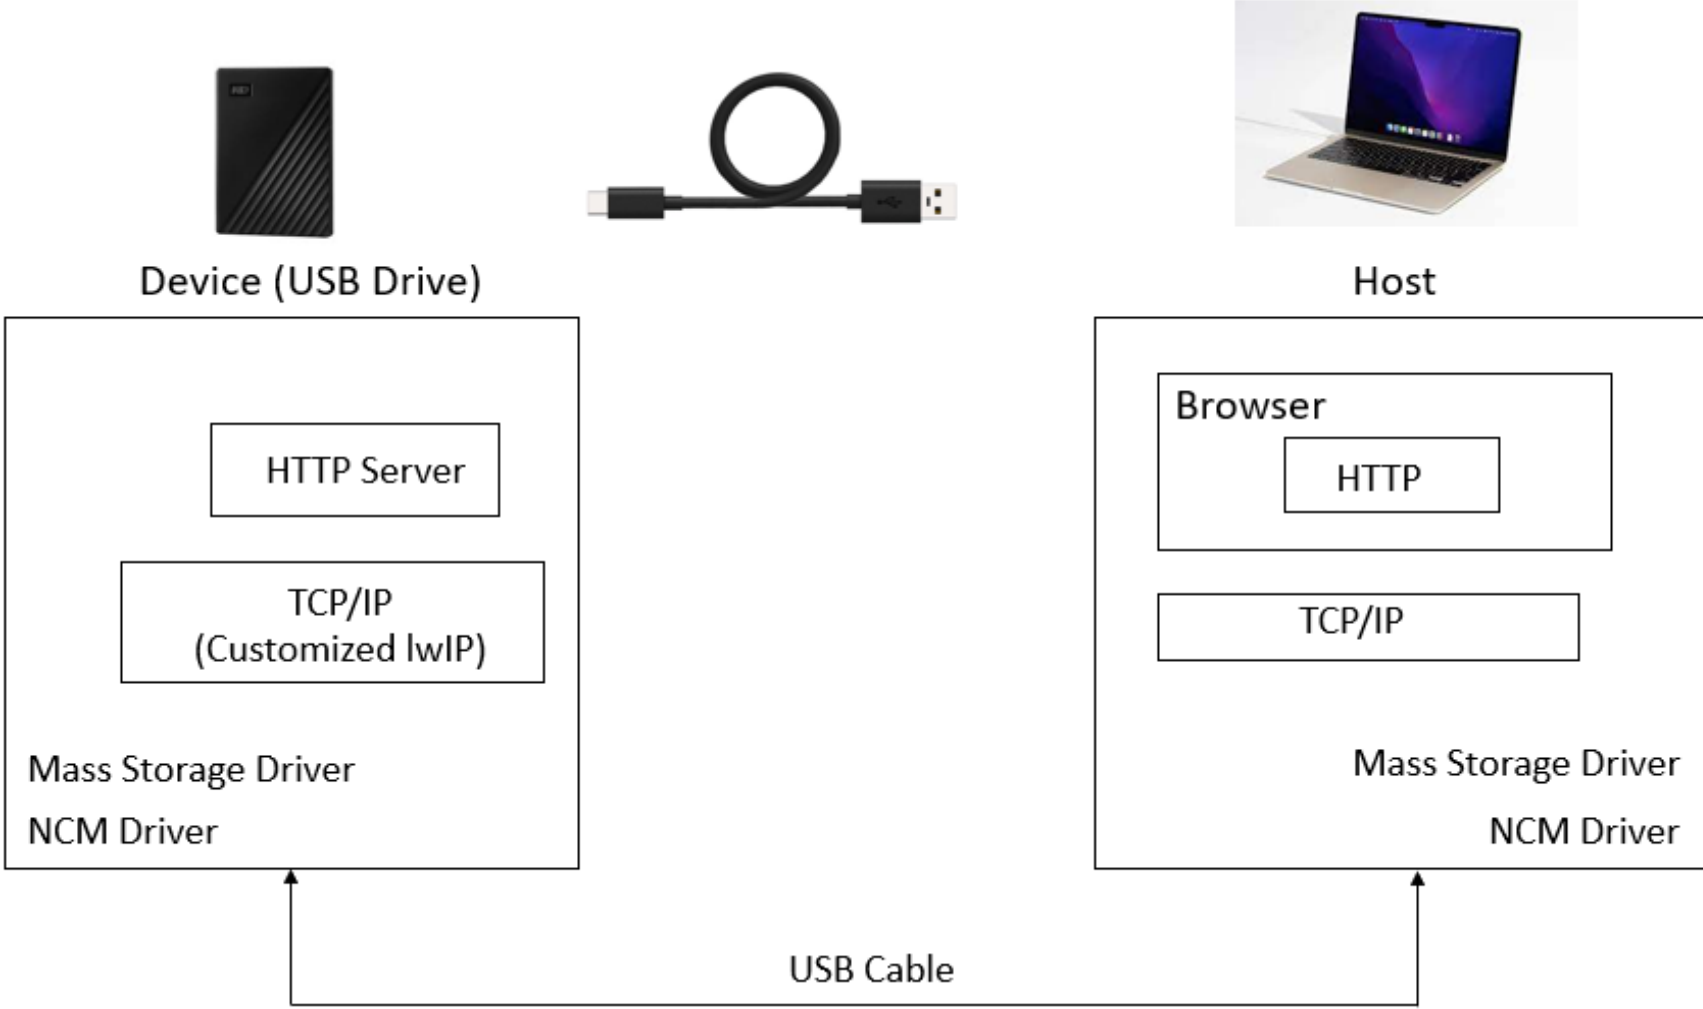 WD
Device (USB Drive)
Host
HTTP Server
TCP/IP
(Customized lwIP)
Mass Storage Driver
NCM Driver
Browser
HTTP
TCP/IP
Mass Storage Driver
NCM Driver
USB Cable